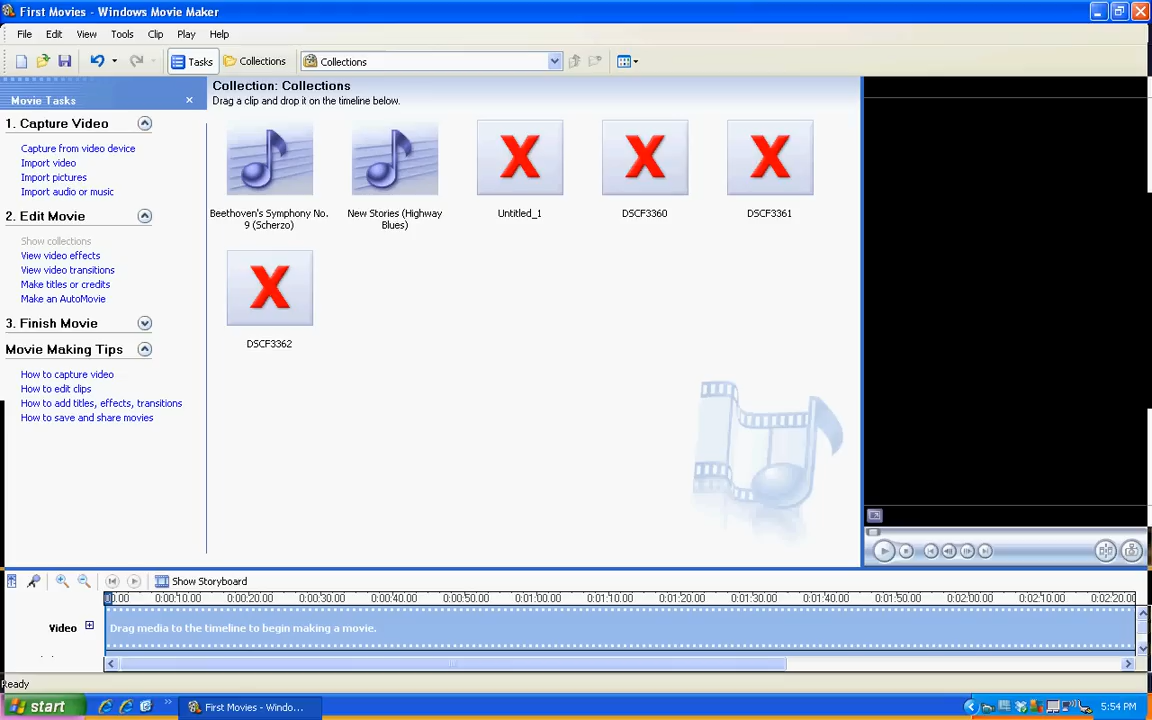 First Movies - Windows Movie Maker
File Edit View Tools Clip Play Help
Tasks Collections Collections
Movie Tasks
Collection: Collections
Drag a clip and drop it on the timeline below.
1. Capture Video
Capture from video device
Import video
Import pictures
Import audio or music
2. Edit Movie
Show collections
View video effects
View video transitions
Make titles or credits
Make an AutoMovie
3. Finish Movie
Movie Making Tips
How to capture video
How to edit clips
How to add titles, effects, transitions
How to save and share movies
Beethoven's Symphony No. 9 (Scherzo)
New Stories (Highway Blues)
Untitled_1
DSCF3360
DSCF3361
DSCF3362
Show Storyboard
0:00 0:00:10.00 0:00:20.00 0:00:30.00 0:00:40.00 0:00:50.00 0:01:00.00 0:01:10.00 0:01:20.00 0:01:30.00 0:01:40.00 0:01:50.00 0:02:00.00 0:02:10.00 0:02:20.00
Video
Drag media to the timeline to begin making a movie.
Ready
start
First Movies - Windo...
5:54 PM